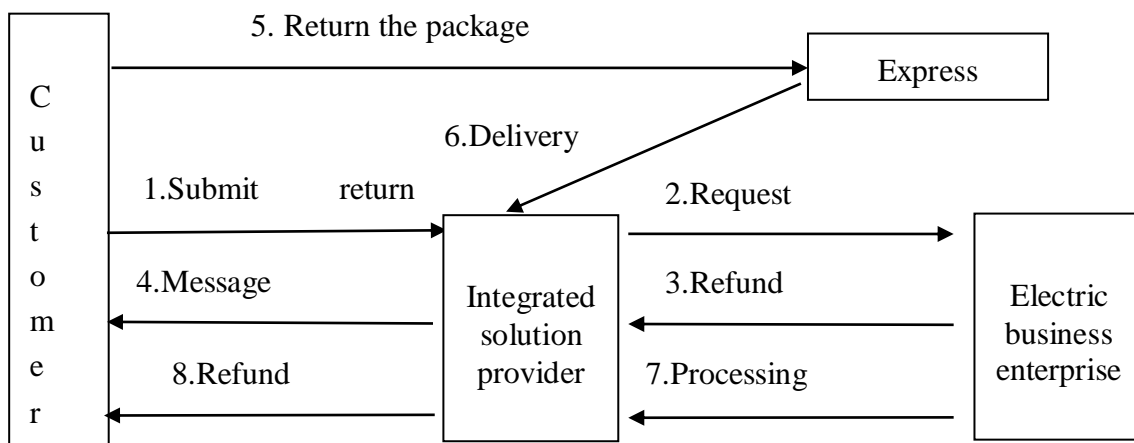 5. Return the package
Express
C
u
s
t
o
m
e
r
6.Delivery
1.Submit return
2.Request
4.Message
3.Refund
Integrated
solution
provider
Electric
business
enterprise
8.Refund
7.Processing